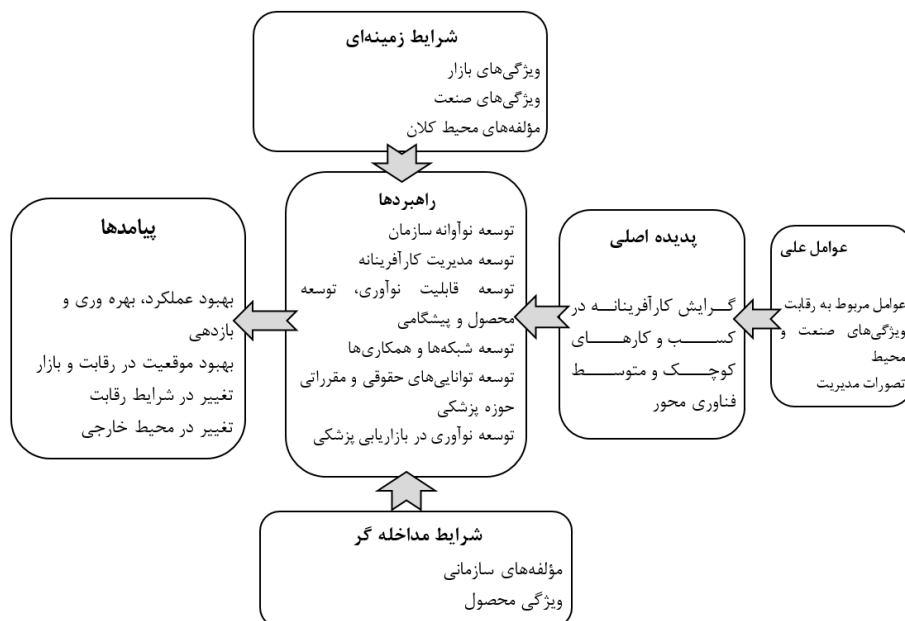 شرایط زمینه‌ای
ویژگی‌های بازار
ویژگی‌های صنعت
مؤلفه‌های محیط کلان
عوامل علی
عوامل مربوط به رقابت
ویژگی‌های صنعت و
محیط
تصورات مدیریت
پدیده اصلی
گرایش کارآفرینانه در
کسب و کارهای
کوچک و متوسط
فناوری محور
راهبردها
توسعه نوآوانه سازمان
توسعه مدیریت کارآفرینانه
توسعه قابلیت نوآوری، توسعه
محصول و پیشگامی
توسعه شبکه‌ها و همکاری‌ها
توسعه توانایی‌های حقوقی و مقرراتی
حوزه پزشکی
توسعه نوآوری در بازاریابی پزشکی
پیامدها
بهبود عملکرد، بهره وری و
بازدهی
بهبود موقعیت در رقابت و بازار
تغییر در شرایط رقابت
تغییر در محیط خارجی
شرایط مداخله گر
مؤلفه‌های سازمانی
ویژگی محصول